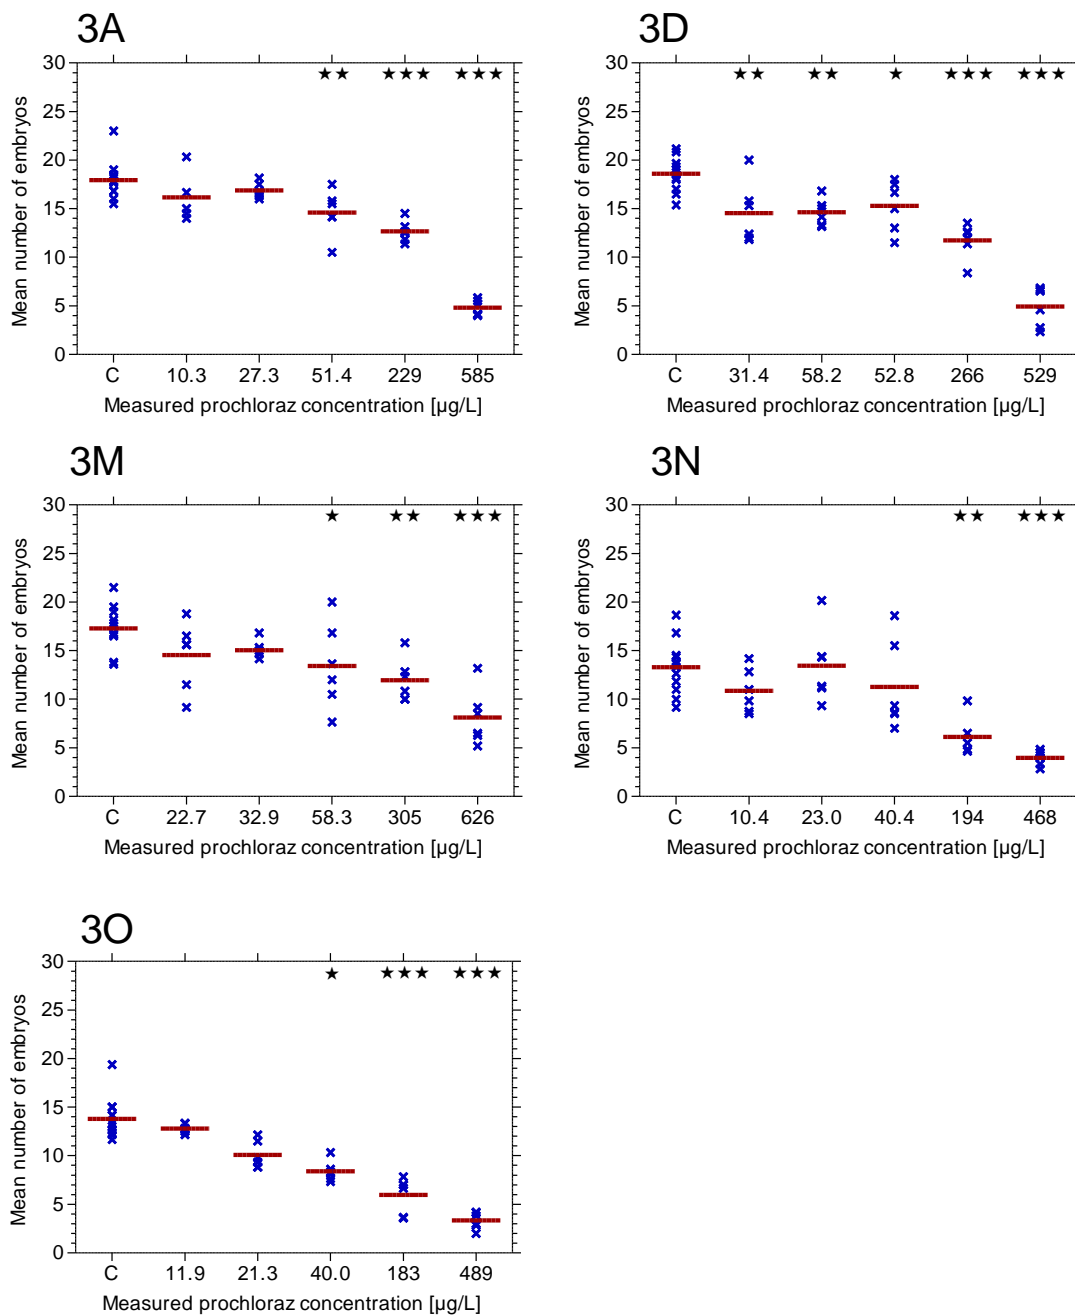 3A
30
25
20
15
10
5
0
Mean number of embryos
★★ ★★★ ★★★
C 10.3 27.3 51.4 229 585
Measured prochloraz concentration [µg/L]
3D
30
25
20
15
10
5
0
Mean number of embryos
★★ ★★ ★ ★★★ ★★★
C 31.4 58.2 52.8 266 529
Measured prochloraz concentration [µg/L]
3M
30
25
20
15
10
5
0
Mean number of embryos
★ ★★ ★★★
C 22.7 32.9 58.3 305 626
Measured prochloraz concentration [µg/L]
3N
30
25
20
15
10
5
0
Mean number of embryos
★★ ★★★
C 10.4 23.0 40.4 194 468
Measured prochloraz concentration [µg/L]
3O
30
25
20
15
10
5
0
Mean number of embryos
★ ★★★ ★★★
C 11.9 21.3 40.0 183 489
Measured prochloraz concentration [µg/L]